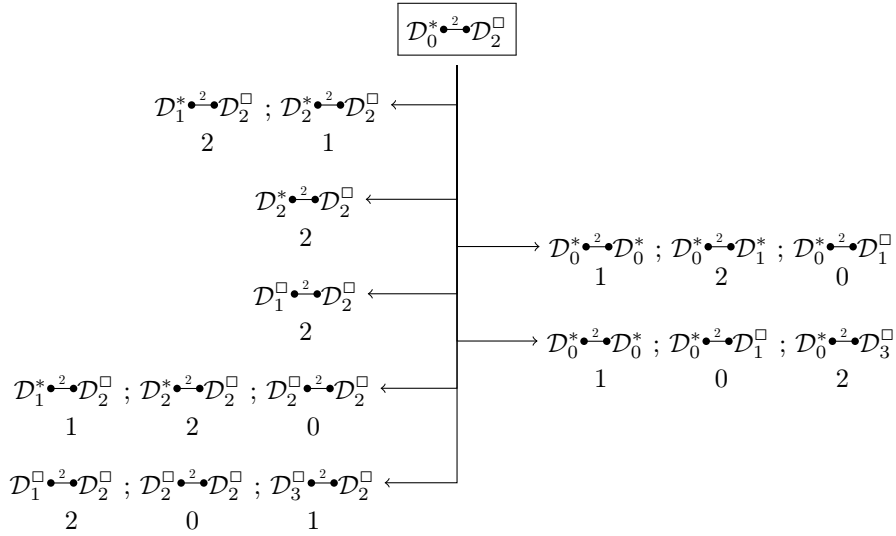 𝒟₀* •²• 𝒟₂□
𝒟₁* •²• 𝒟₂□ ; 𝒟₂* •²• 𝒟₂□
2 1
𝒟₂* •²• 𝒟₂□
2
𝒟₀* •²• 𝒟₀* ; 𝒟₀* •²• 𝒟₁* ; 𝒟₀* •²• 𝒟₁□
1 2 0
𝒟₁□ •²• 𝒟₂□
2
𝒟₀* •²• 𝒟₀* ; 𝒟₀* •²• 𝒟₁□ ; 𝒟₀* •²• 𝒟₃□
1 0 2
𝒟₁* •²• 𝒟₂□ ; 𝒟₂* •²• 𝒟₂□ ; 𝒟₂□ •²• 𝒟₂□
1 2 0
𝒟₁□ •²• 𝒟₂□ ; 𝒟₂□ •²• 𝒟₂□ ; 𝒟₃□ •²• 𝒟₂□
2 0 1